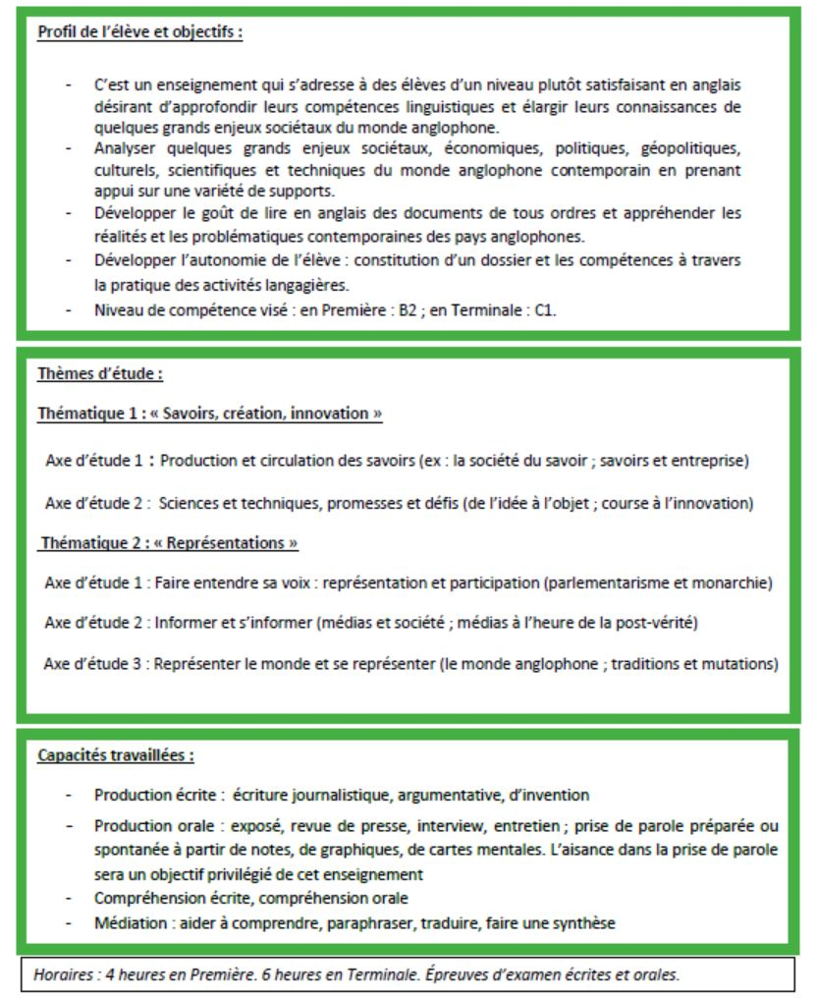 Profil de l'élève et objectifs :
- C'est un enseignement qui s'adresse à des élèves d'un niveau plutôt satisfaisant en anglais
désirant d'approfondir leurs compétences linguistiques et élargir leurs connaissances de
quelques grands enjeux sociétaux du monde anglophone.
- Analyser quelques grands enjeux sociétaux, économiques, politiques, géopolitiques,
culturels, scientifiques et techniques du monde anglophone contemporain en prenant
appui sur une variété de supports.
- Développer le goût de lire en anglais des documents de tous ordres et appréhender les
réalités et les problématiques contemporaines des pays anglophones.
- Développer l'autonomie de l'élève : constitution d'un dossier et les compétences à travers
la pratique des activités langagières.
- Niveau de compétence visé : en Première : B2 ; en Terminale : C1.
Thèmes d'étude :
Thématique 1 : « Savoirs, création, innovation »
Axe d'étude 1 : Production et circulation des savoirs (ex : la société du savoir ; savoirs et entreprise)
Axe d'étude 2 : Sciences et techniques, promesses et défis (de l'idée à l'objet ; course à l'innovation)
Thématique 2 : « Représentations »
Axe d'étude 1 : Faire entendre sa voix : représentation et participation (parlementarisme et monarchie)
Axe d'étude 2 : Informer et s'informer (médias et société ; médias à l'heure de la post-vérité)
Axe d'étude 3 : Représenter le monde et se représenter (le monde anglophone ; traditions et mutations)
Capacités travaillées :
- Production écrite : écriture journalistique, argumentative, d'invention
- Production orale : exposé, revue de presse, interview, entretien ; prise de parole préparée ou
spontanée à partir de notes, de graphiques, de cartes mentales. L'aisance dans la prise de parole
sera un objectif privilégié de cet enseignement
- Compréhension écrite, compréhension orale
- Médiation : aider à comprendre, paraphraser, traduire, faire une synthèse
Horaires : 4 heures en Première. 6 heures en Terminale. Épreuves d'examen écrites et orales.